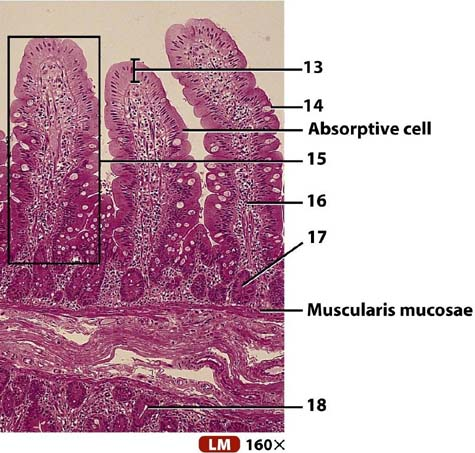 13
14
Absorptive cell
15
16
17
Muscularis mucosae
18
LM 160×